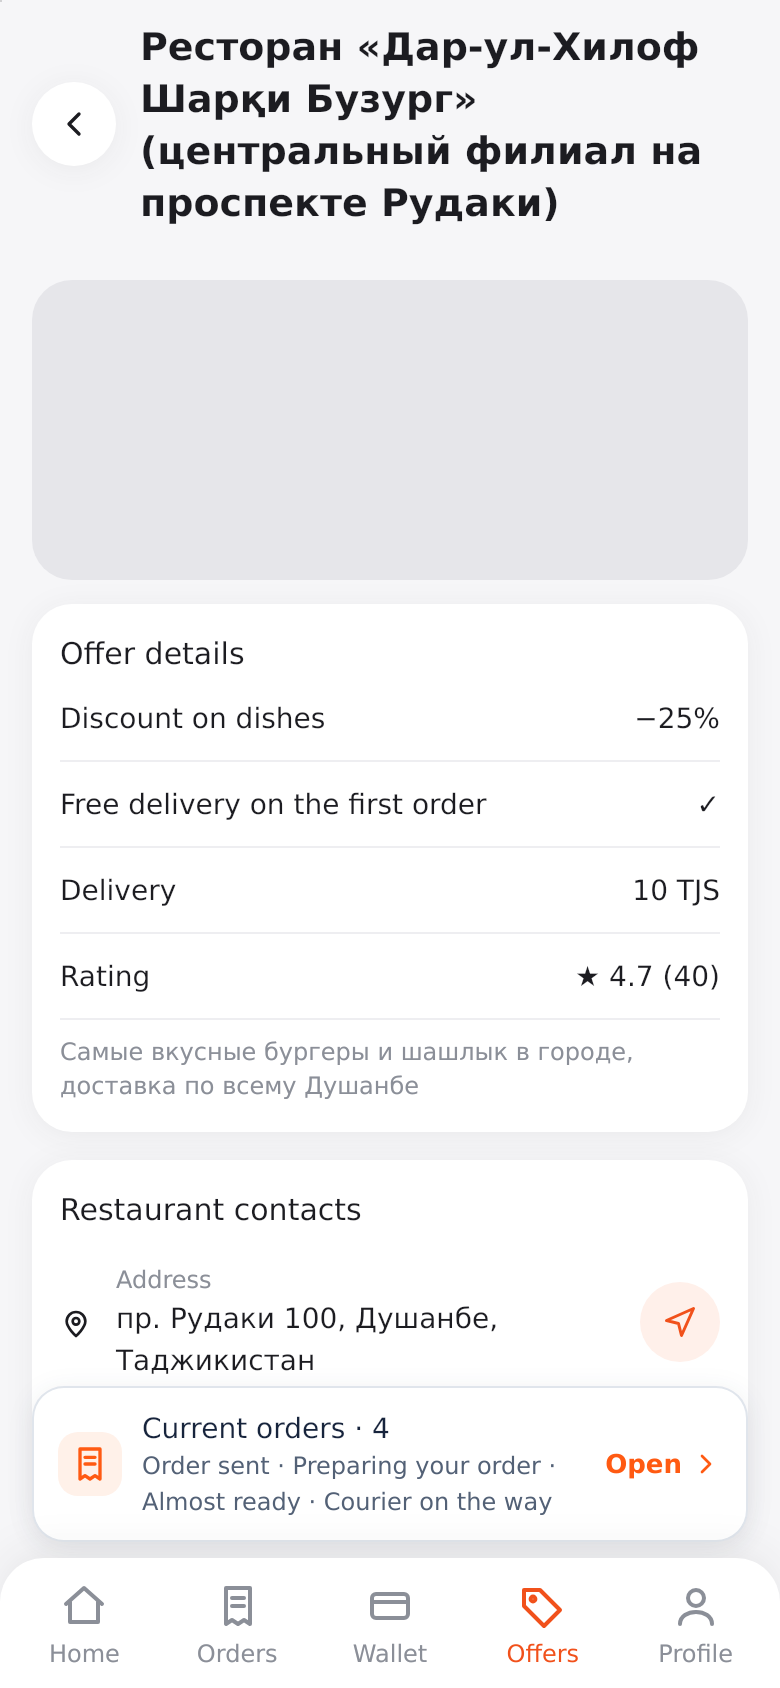 Ресторан «Дар-ул-Хилоф
Шарқи Бузург»
(центральный филиал на
проспекте Рудаки)
Offer details
Discount on dishes −25%
Free delivery on the first order ✓
Delivery 10 TJS
Rating ★ 4.7 (40)
Самые вкусные бургеры и шашлык в городе,
доставка по всему Душанбе
Restaurant contacts
Address
пр. Рудаки 100, Душанбе,
Таджикистан
Current orders · 4
Order sent · Preparing your order ·
Almost ready · Courier on the way
Open
Home Orders Wallet Offers Profile